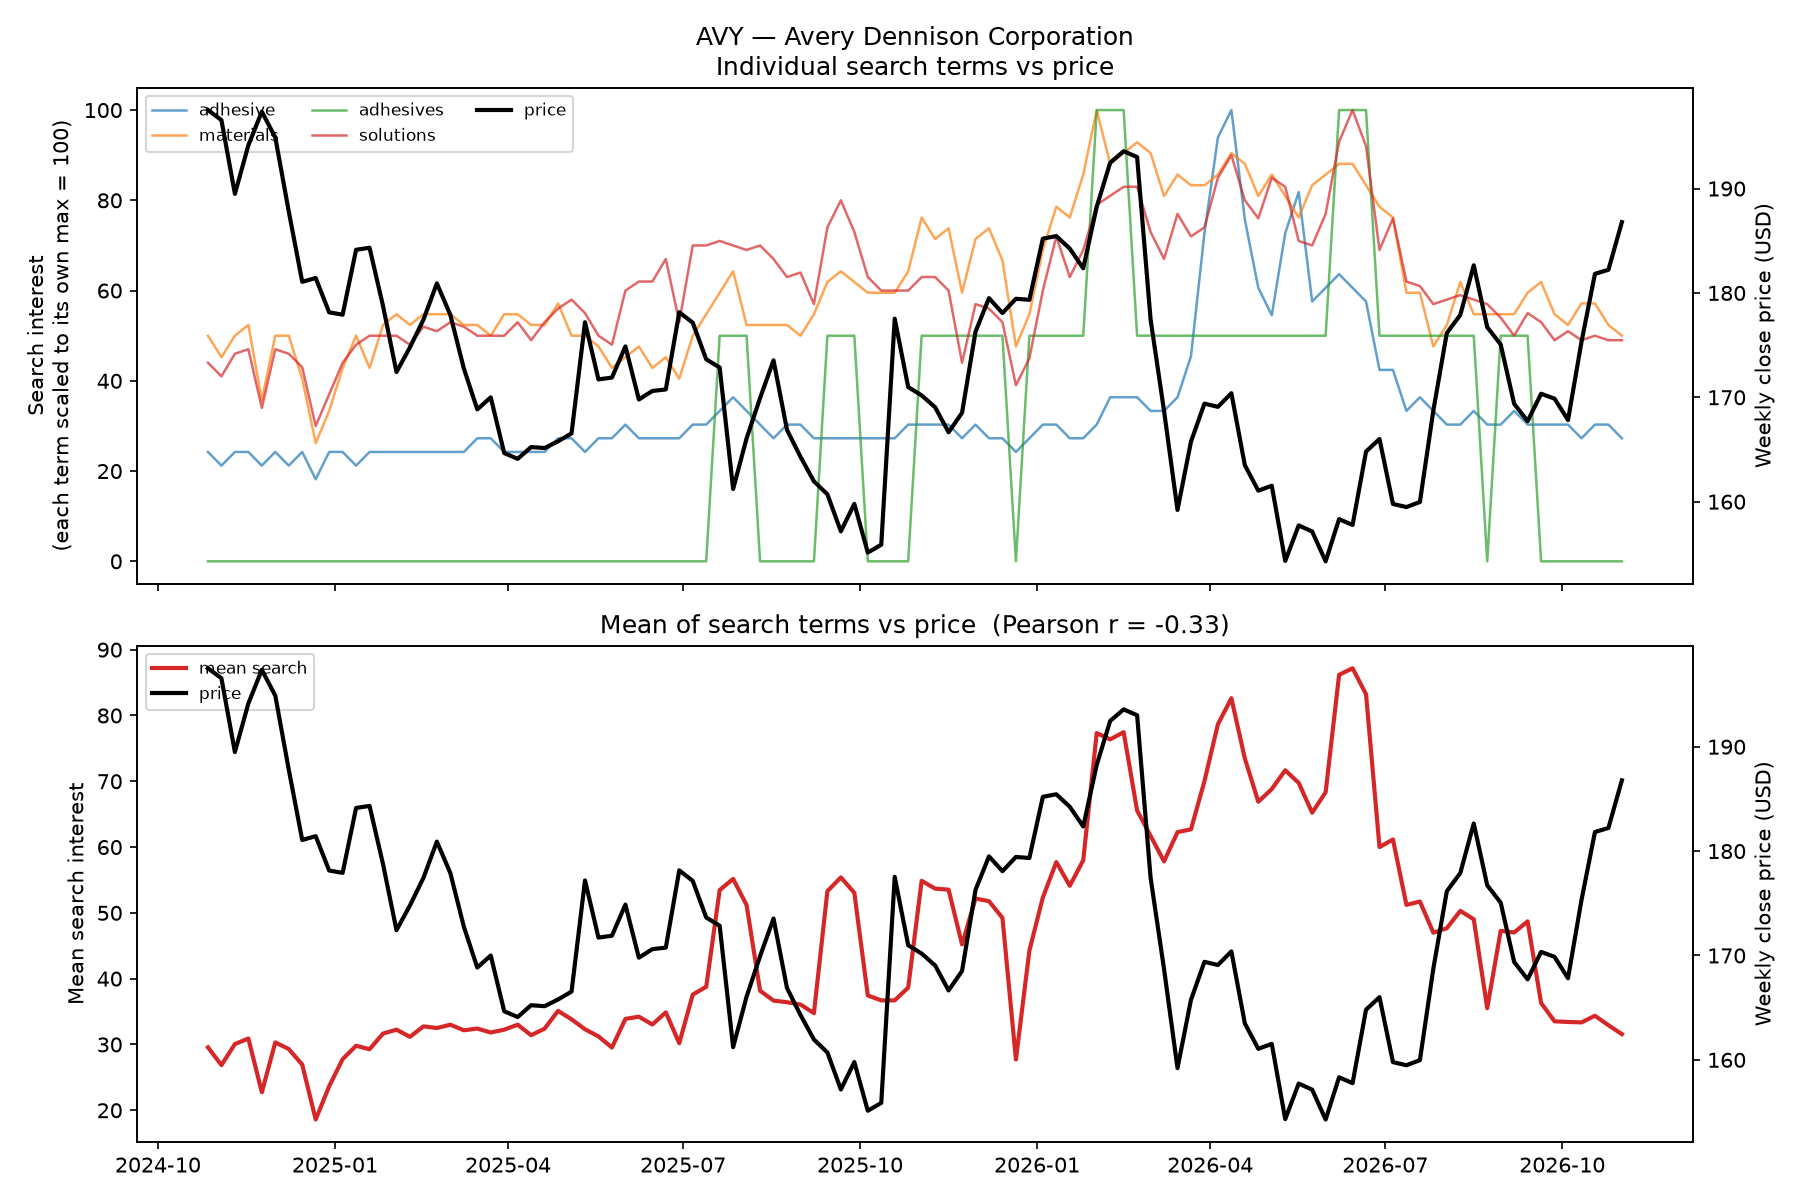 AVY — Avery Dennison Corporation
Individual search terms vs price
adhesive
materials
adhesives
solutions
price
100
80
60
40
20
0
Search interest
(each term scaled to its own max = 100)
190
180
170
160
Weekly close price (USD)
Mean of search terms vs price  (Pearson r = -0.33)
mean search
price
90
80
70
60
50
40
30
20
Mean search interest
190
180
170
160
Weekly close price (USD)
2024-10
2025-01
2025-04
2025-07
2025-10
2026-01
2026-04
2026-07
2026-10